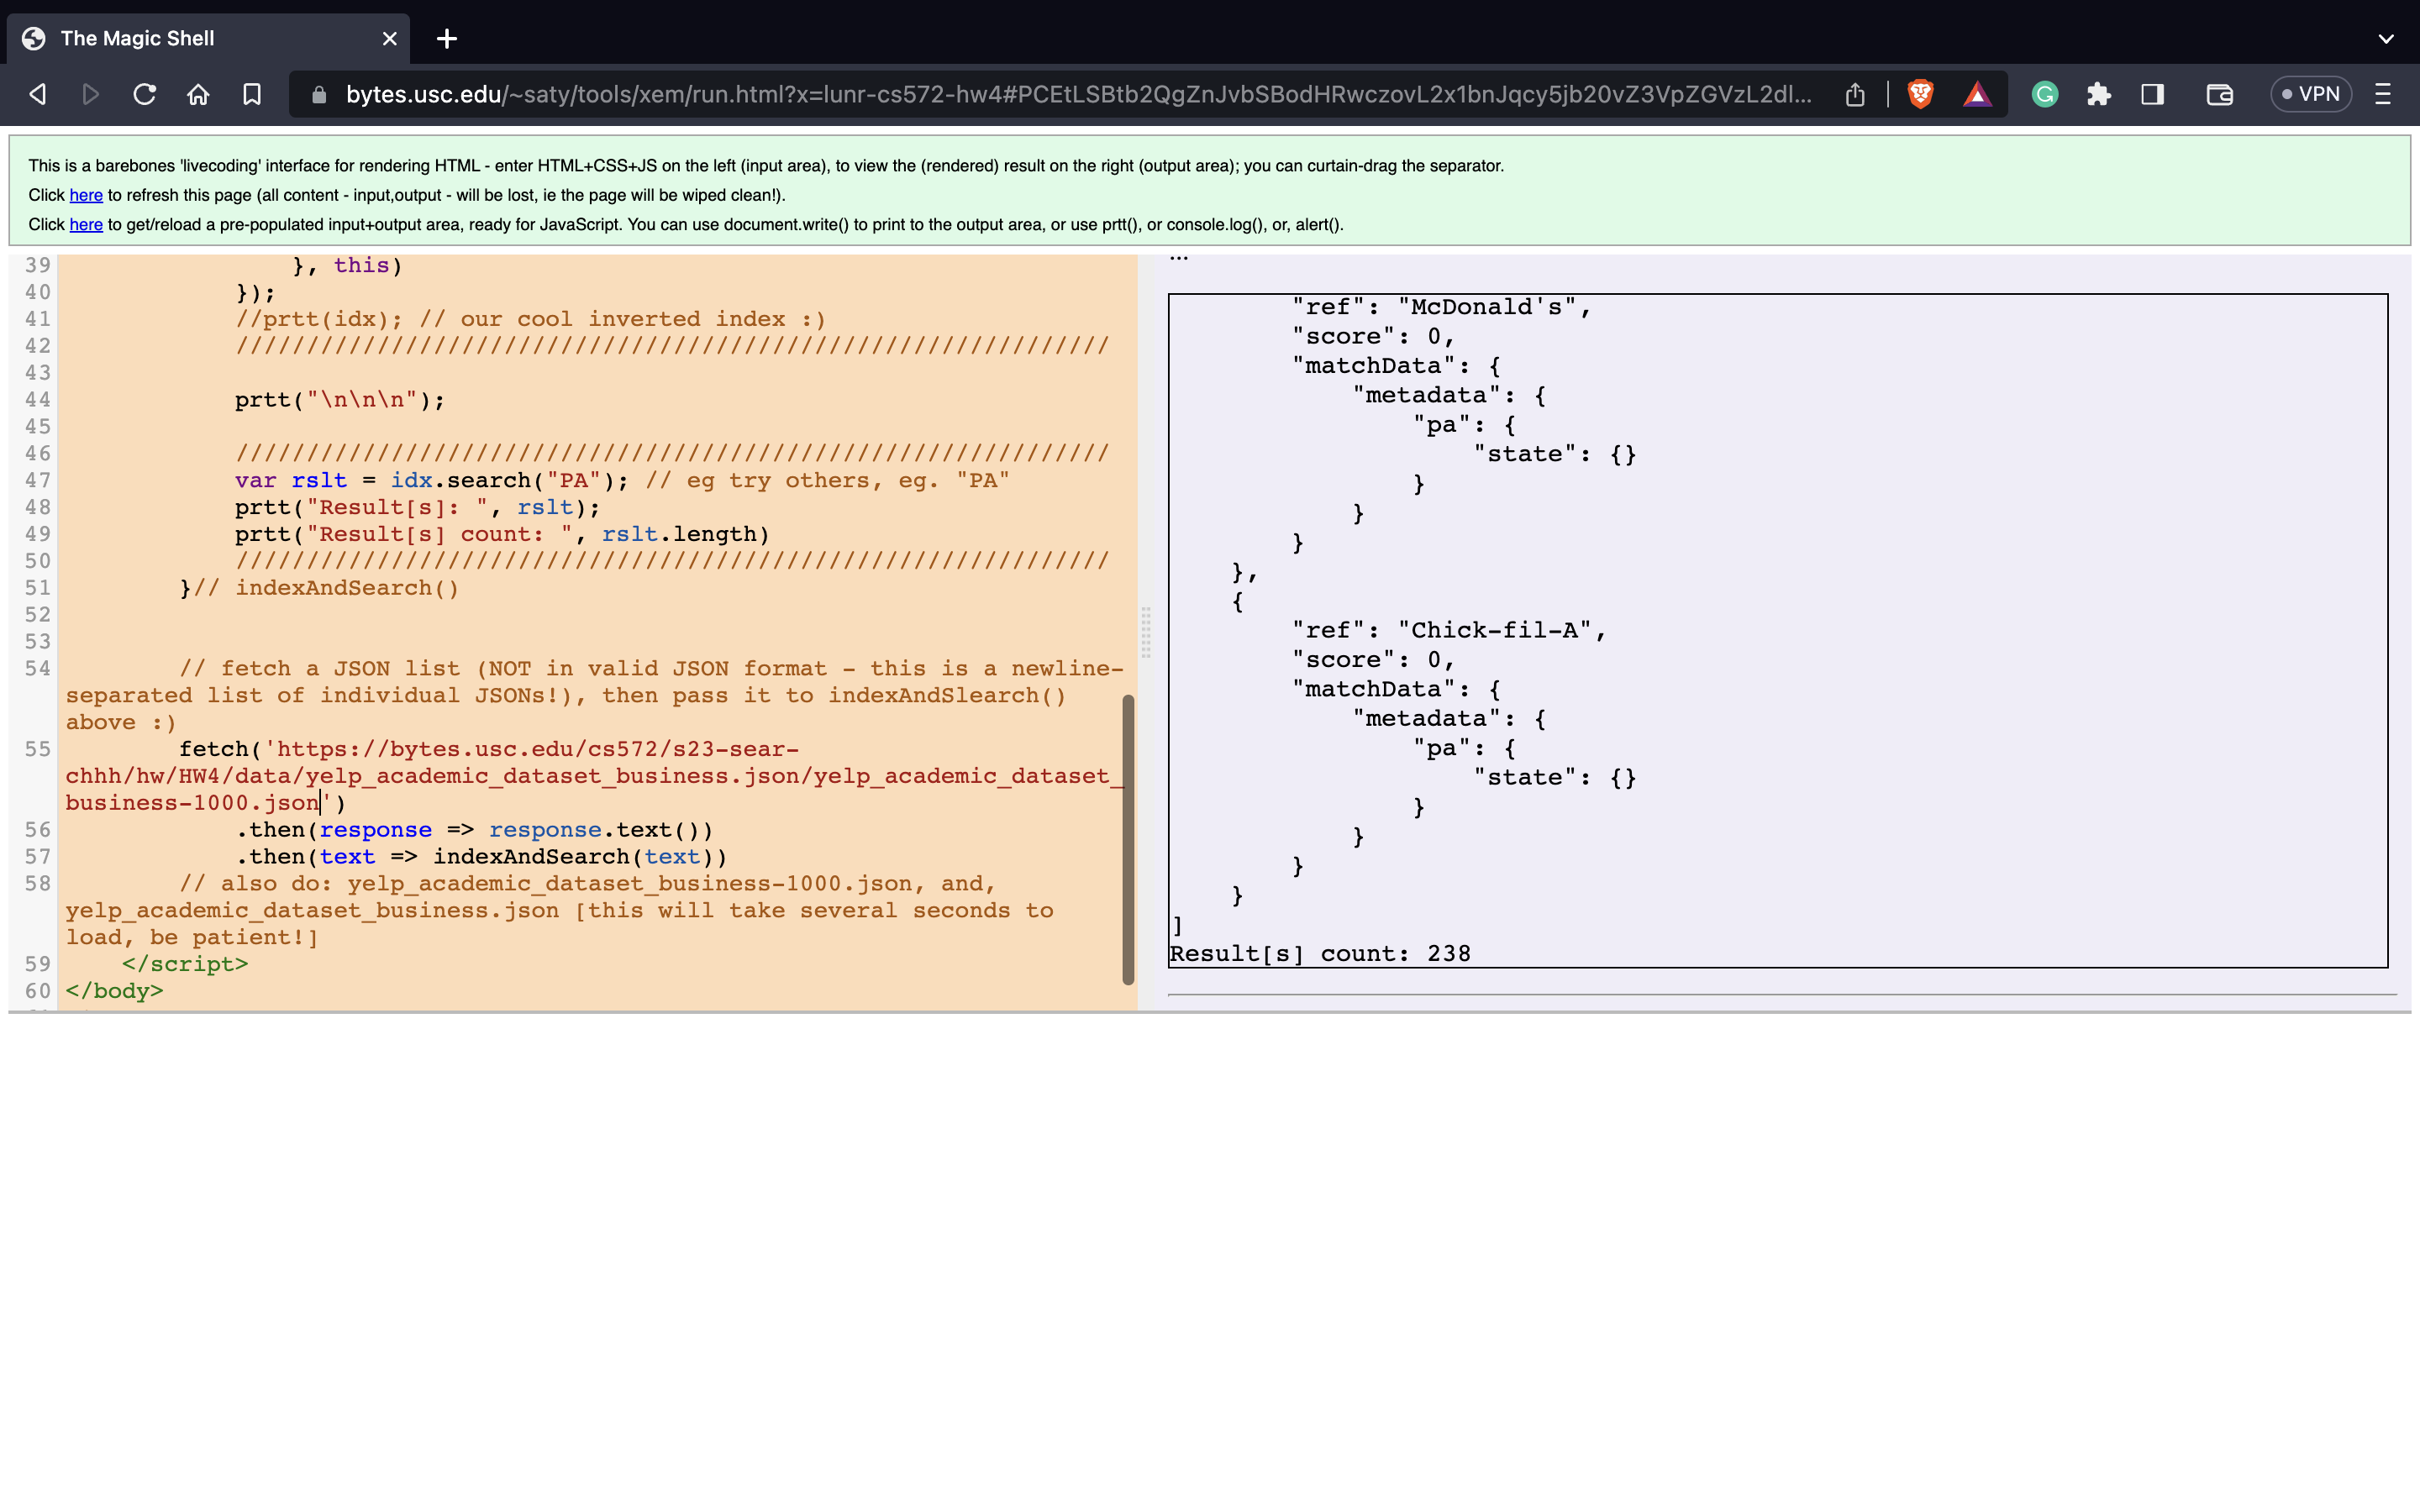 The Magic Shell
bytes.usc.edu/~saty/tools/xem/run.html?x=lunr-cs572-hw4#PCEtLSBtb2QgZnJvbSBodHRwczovL2x1bnJqcy5jb20vZ3VpZGVzL2dl...
VPN
This is a barebones 'livecoding' interface for rendering HTML - enter HTML+CSS+JS on the left (input area), to view the (rendered) result on the right (output area); you can curtain-drag the separator.
Click here to refresh this page (all content - input,output - will be lost, ie the page will be wiped clean!).
Click here to get/reload a pre-populated input+output area, ready for JavaScript. You can use document.write() to print to the output area, or use prtt(), or console.log(), or, alert().
39 }, this)
40 });
41 //prtt(idx); // our cool inverted index :)
42 //////////////////////////////////////////////////////////////
43
44 prtt("\n\n\n");
45
46 //////////////////////////////////////////////////////////////
47 var rslt = idx.search("PA"); // eg try others, eg. "PA"
48 prtt("Result[s]: ", rslt);
49 prtt("Result[s] count: ", rslt.length)
50 //////////////////////////////////////////////////////////////
51 }// indexAndSearch()
52
53
54 // fetch a JSON list (NOT in valid JSON format - this is a newline-
separated list of individual JSONs!), then pass it to indexAndSlearch()
above :)
55 fetch('https://bytes.usc.edu/cs572/s23-sear-
chhh/hw/HW4/data/yelp_academic_dataset_business.json/yelp_academic_dataset_
business-1000.json')
56 .then(response => response.text())
57 .then(text => indexAndSearch(text))
58 // also do: yelp_academic_dataset_business-1000.json, and,
yelp_academic_dataset_business.json [this will take several seconds to
load, be patient!]
59 </script>
60 </body>
...
"ref": "McDonald's",
"score": 0,
"matchData": {
"metadata": {
"pa": {
"state": {}
}
}
}
},
{
"ref": "Chick-fil-A",
"score": 0,
"matchData": {
"metadata": {
"pa": {
"state": {}
}
}
}
}
]
Result[s] count: 238